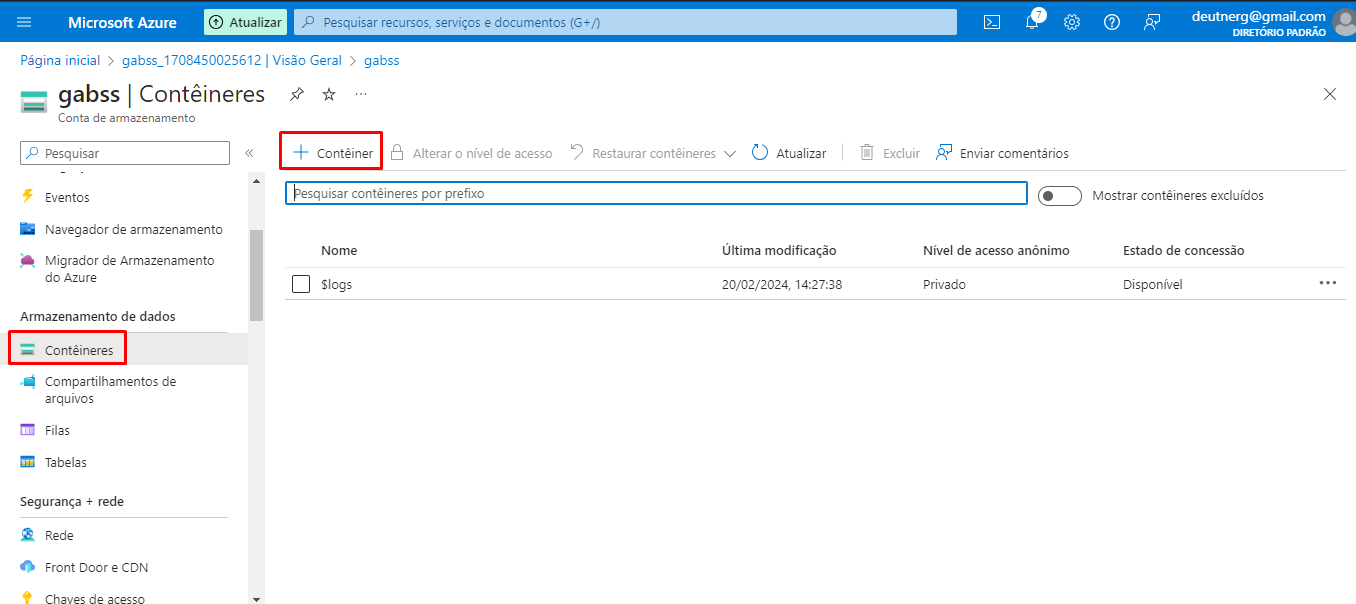 Microsoft Azure
Atualizar
Pesquisar recursos, serviços e documentos (G+/)
7
deutnerg@gmail.com
DIRETÓRIO PADRÃO
Página inicial > gabss_1708450025612 | Visão Geral > gabss
gabss | Contêineres
Conta de armazenamento
Pesquisar
Contêiner
Alterar o nível de acesso
Restaurar contêineres
Atualizar
Excluir
Enviar comentários
Pesquisar contêineres por prefixo
Mostrar contêineres excluídos
Nome Última modificação Nível de acesso anônimo Estado de concessão
$logs 20/02/2024, 14:27:38 Privado Disponível
Eventos
Navegador de armazenamento
Migrador de Armazenamento
do Azure
Armazenamento de dados
Contêineres
Compartilhamentos de
arquivos
Filas
Tabelas
Segurança + rede
Rede
Front Door e CDN
Chaves de acesso